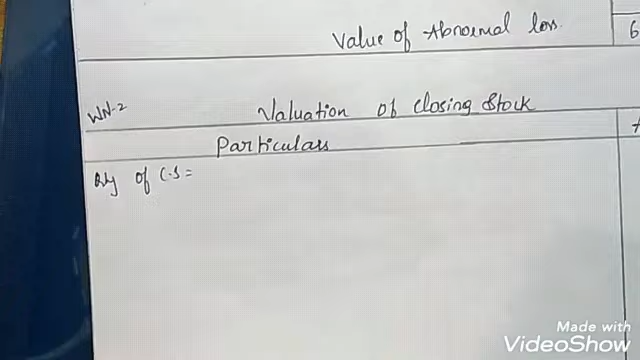 Value of Abnormal loss.
6
WN-2
Valuation of Closing Stock
Particulars
Qty of C.S =
Made with
VideoShow